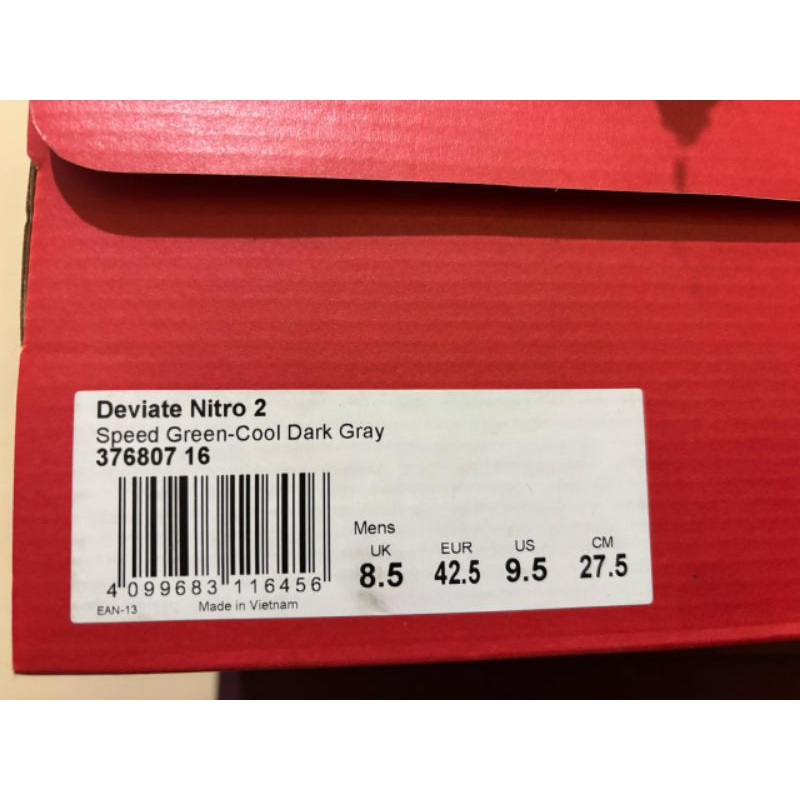 Deviate Nitro 2
Speed Green-Cool Dark Gray
376807 16
Mens
UK EUR US CM
8.5 42.5 9.5 27.5
4 099683 116456
EAN-13 Made in Vietnam